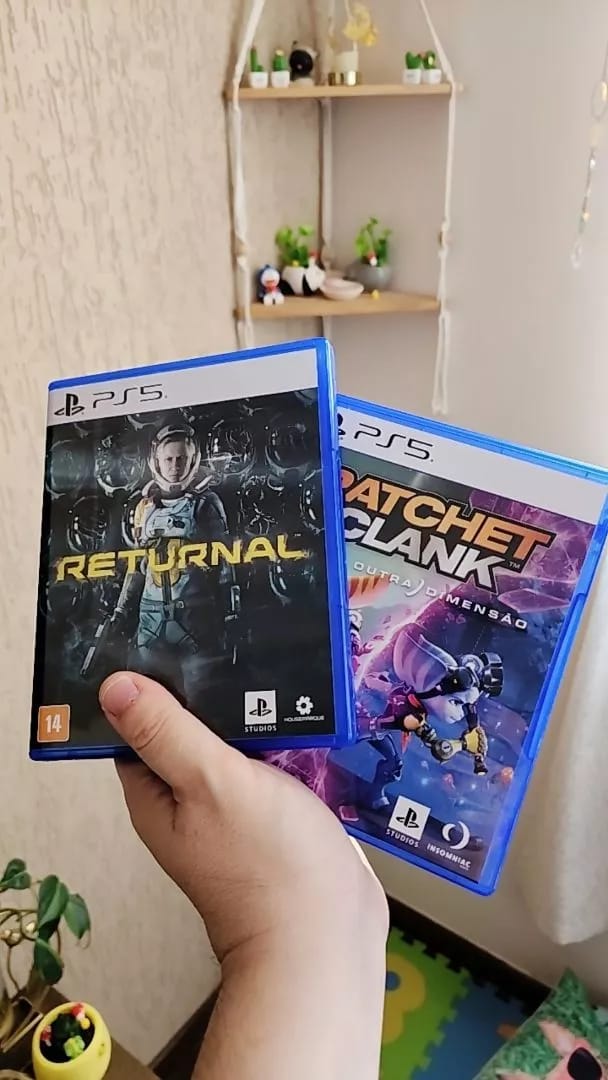 PS5
RETURNAL
14
STUDIOS
HOUSEMARQUE
PS5
RATCHET
CLANK
OUTRA DIMENSÃO
STUDIOS
INSOMNIAC